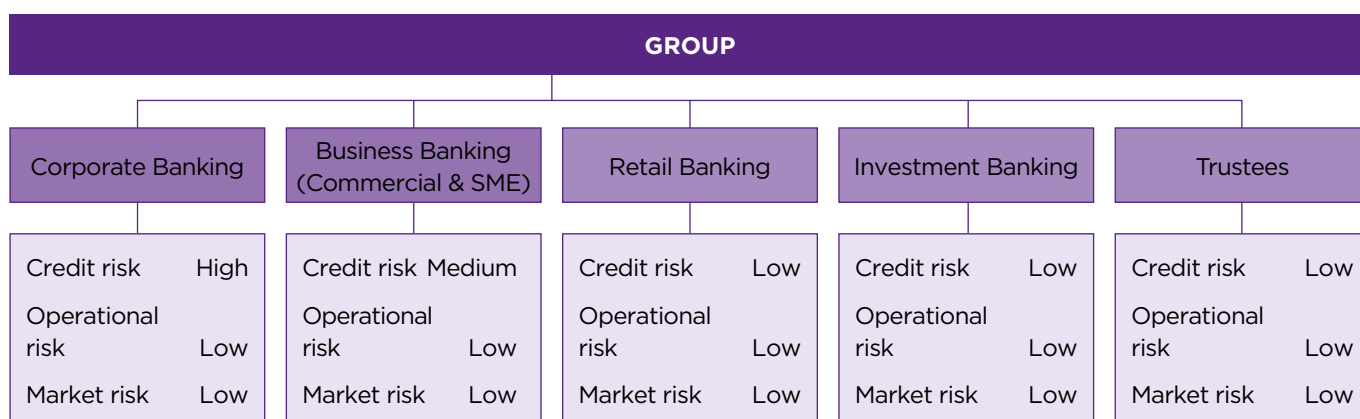 GROUP
Corporate Banking
Business Banking
(Commercial & SME)
Retail Banking
Investment Banking
Trustees
Credit risk High
Operational
risk Low
Market risk Low
Credit risk Medium
Operational
risk Low
Market risk Low
Credit risk Low
Operational
risk Low
Market risk Low
Credit risk Low
Operational
risk Low
Market risk Low
Credit risk Low
Operational
risk Low
Market risk Low